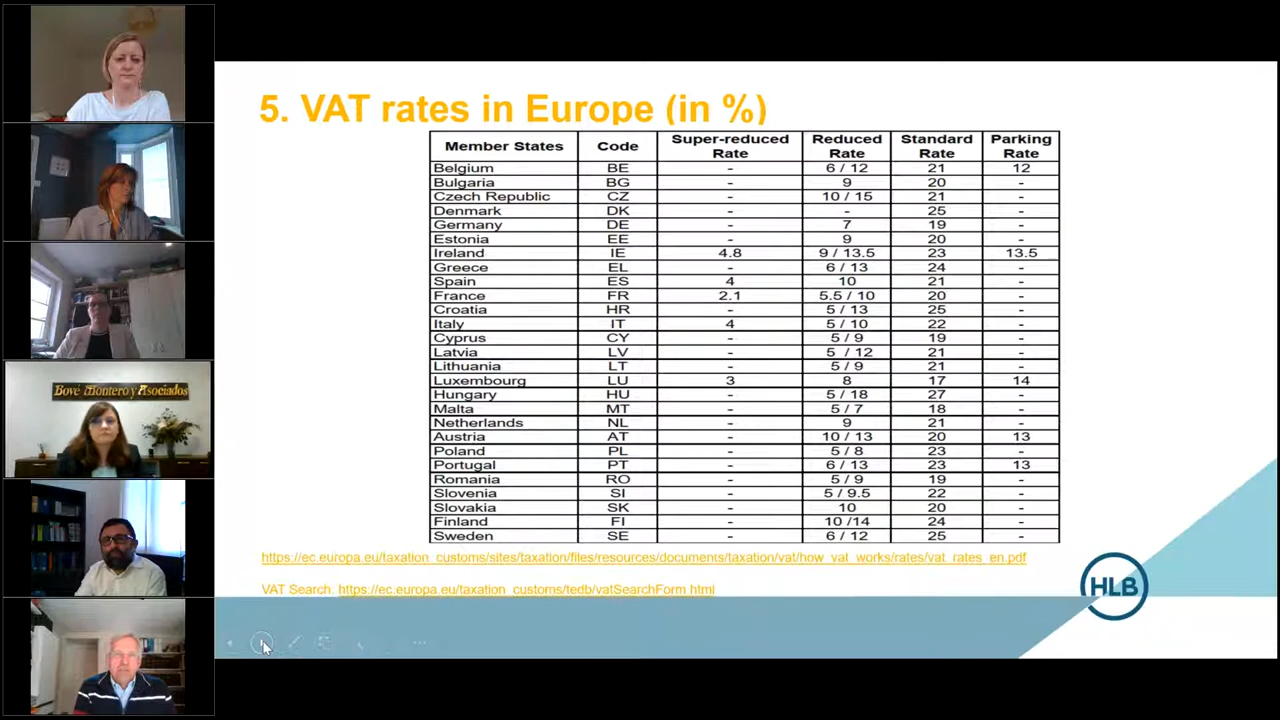 Bové Montero y Asociados
5. VAT rates in Europe (in %)
Member States Code Super-reduced Rate Reduced Rate Standard Rate Parking Rate
Belgium BE - 6 / 12 21 12
Bulgaria BG - 9 20 -
Czech Republic CZ - 10 / 15 21 -
Denmark DK - - 25 -
Germany DE - 7 19 -
Estonia EE - 9 20 -
Ireland IE 4.8 9 / 13.5 23 13.5
Greece EL - 6 / 13 24 -
Spain ES 4 10 21 -
France FR 2.1 5.5 / 10 20 -
Croatia HR - 5 / 13 25 -
Italy IT 4 5 / 10 22 -
Cyprus CY - 5 / 9 19 -
Latvia LV - 5 / 12 21 -
Lithuania LT - 5 / 9 21 -
Luxembourg LU 3 8 17 14
Hungary HU - 5 / 18 27 -
Malta MT - 5 / 7 18 -
Netherlands NL - 9 21 -
Austria AT - 10 / 13 20 13
Poland PL - 5 / 8 23 -
Portugal PT - 6 / 13 23 13
Romania RO - 5 / 9 19 -
Slovenia SI - 5 / 9.5 22 -
Slovakia SK - 10 20 -
Finland FI - 10 /14 24 -
Sweden SE - 6 / 12 25 -
https://ec.europa.eu/taxation_customs/sites/taxation/files/resources/documents/taxation/vat/how_vat_works/rates/vat_rates_en.pdf
VAT Search. https://ec.europa.eu/taxation_customs/tedb/vatSearchForm.html
HLB